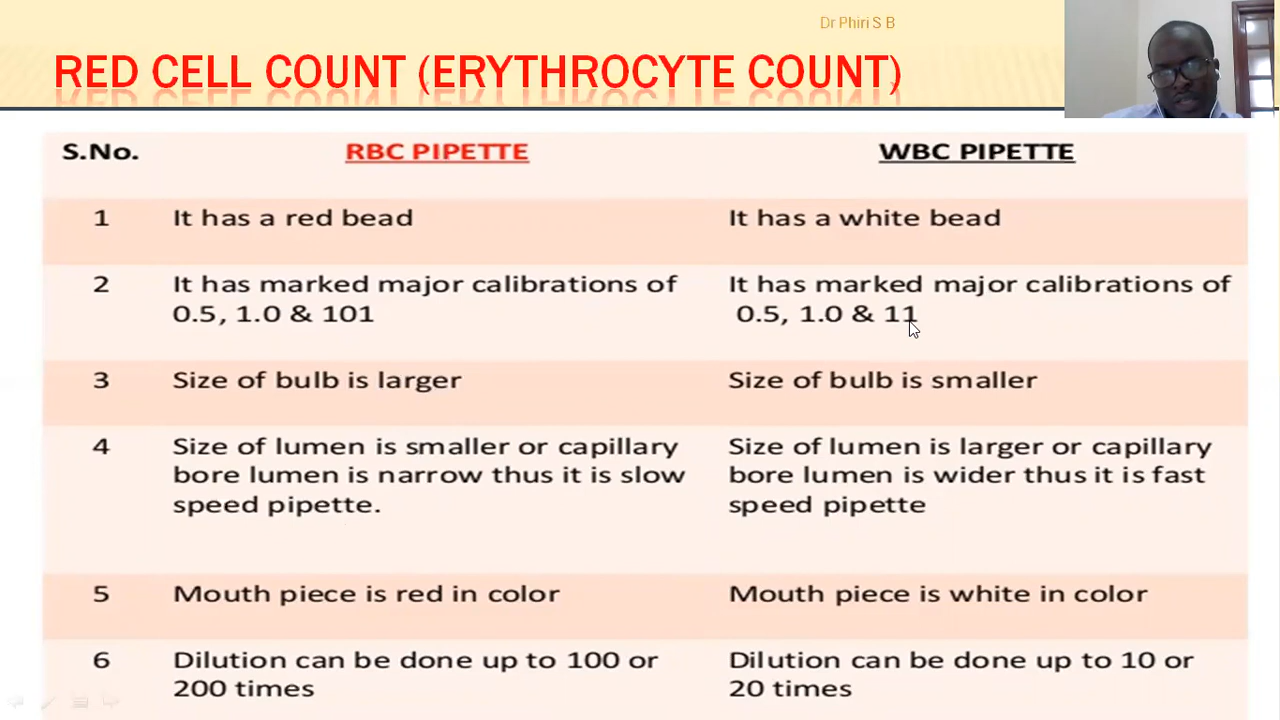 Dr Phiri S B
RED CELL COUNT (ERYTHROCYTE COUNT)
S.No. RBC PIPETTE WBC PIPETTE
1 It has a red bead It has a white bead
2 It has marked major calibrations of It has marked major calibrations of
0.5, 1.0 & 101 0.5, 1.0 & 11
3 Size of bulb is larger Size of bulb is smaller
4 Size of lumen is smaller or capillary Size of lumen is larger or capillary
bore lumen is narrow thus it is slow bore lumen is wider thus it is fast
speed pipette. speed pipette
5 Mouth piece is red in color Mouth piece is white in color
6 Dilution can be done up to 100 or Dilution can be done up to 10 or
200 times 20 times